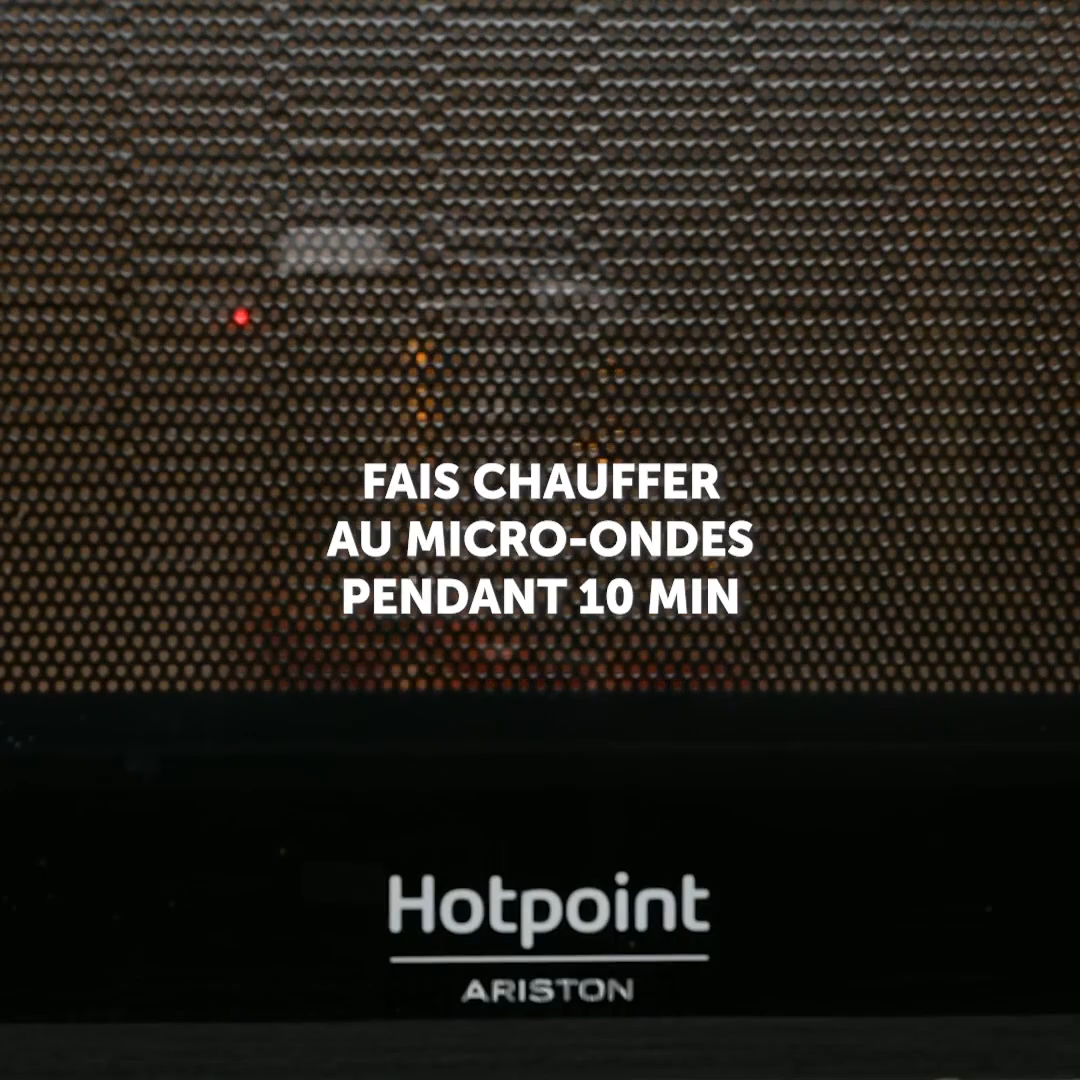 FAIS CHAUFFER
AU MICRO-ONDES
PENDANT 10 MIN
Hotpoint
ARISTON